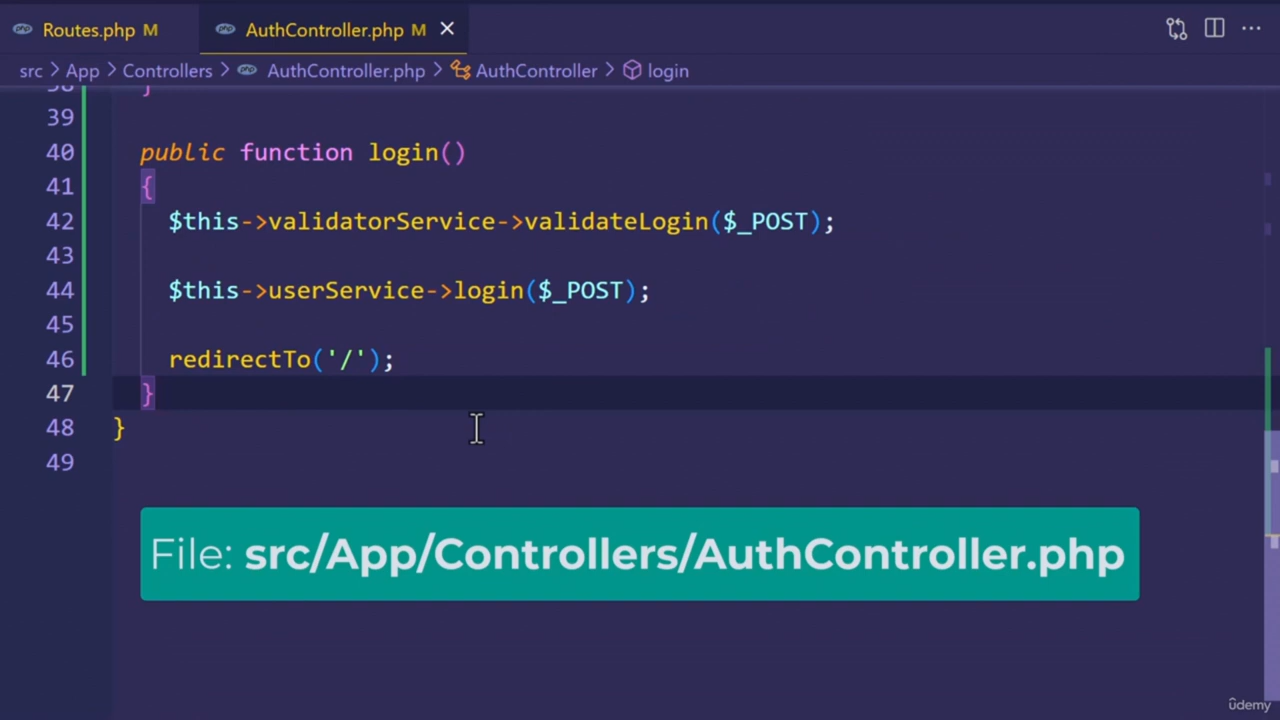 Routes.php M AuthController.php M
src > App > Controllers > AuthController.php > AuthController > login
38 }
39
40 public function login()
41 {
42 $this->validatorService->validateLogin($_POST);
43
44 $this->userService->login($_POST);
45
46 redirectTo('/');
47 }
48 }
49
File: src/App/Controllers/AuthController.php
ûdemy